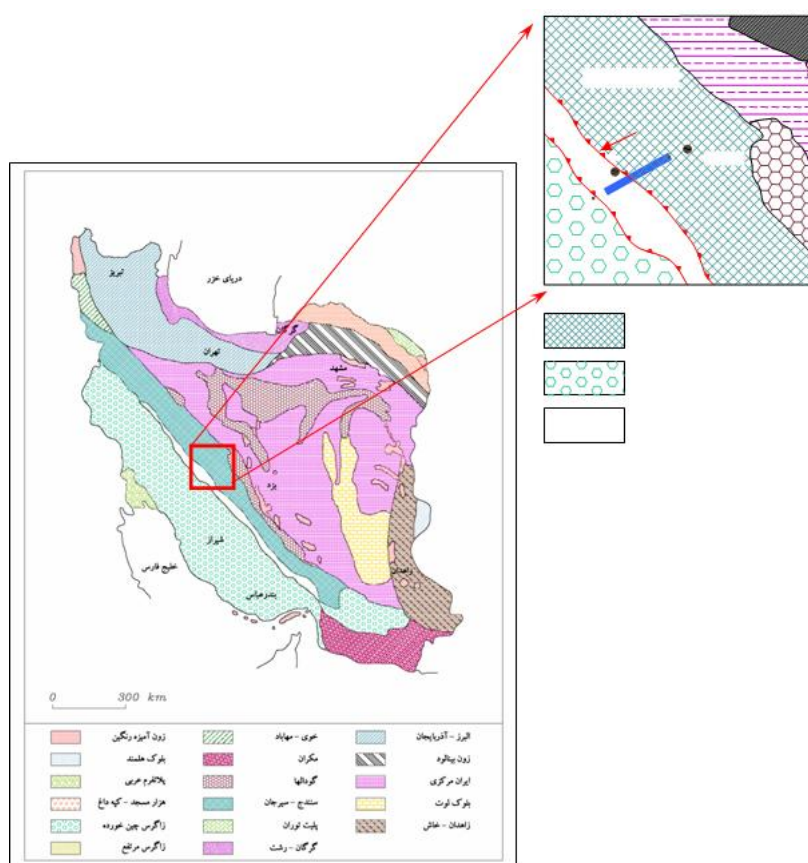 تبریز
دریای خزر
گرگان
تهران
مشهد
یزد
شیراز
خلیج فارس
زاهدان
بندرعباس
0 300 km
البرز - آذربایجان
خوی - مهاباد
زون آمیزه رنگین
زون بینالود
مکران
بلوک هلمند
ایران مرکزی
گودالها
پلاتفرم عربی
بلوک لوت
سنندج - سیرجان
هزار مسجد - کپه داغ
زاهدان - خاش
پلیت توران
زاگرس چین خورده
گرگان - رشت
زاگرس مرتفع